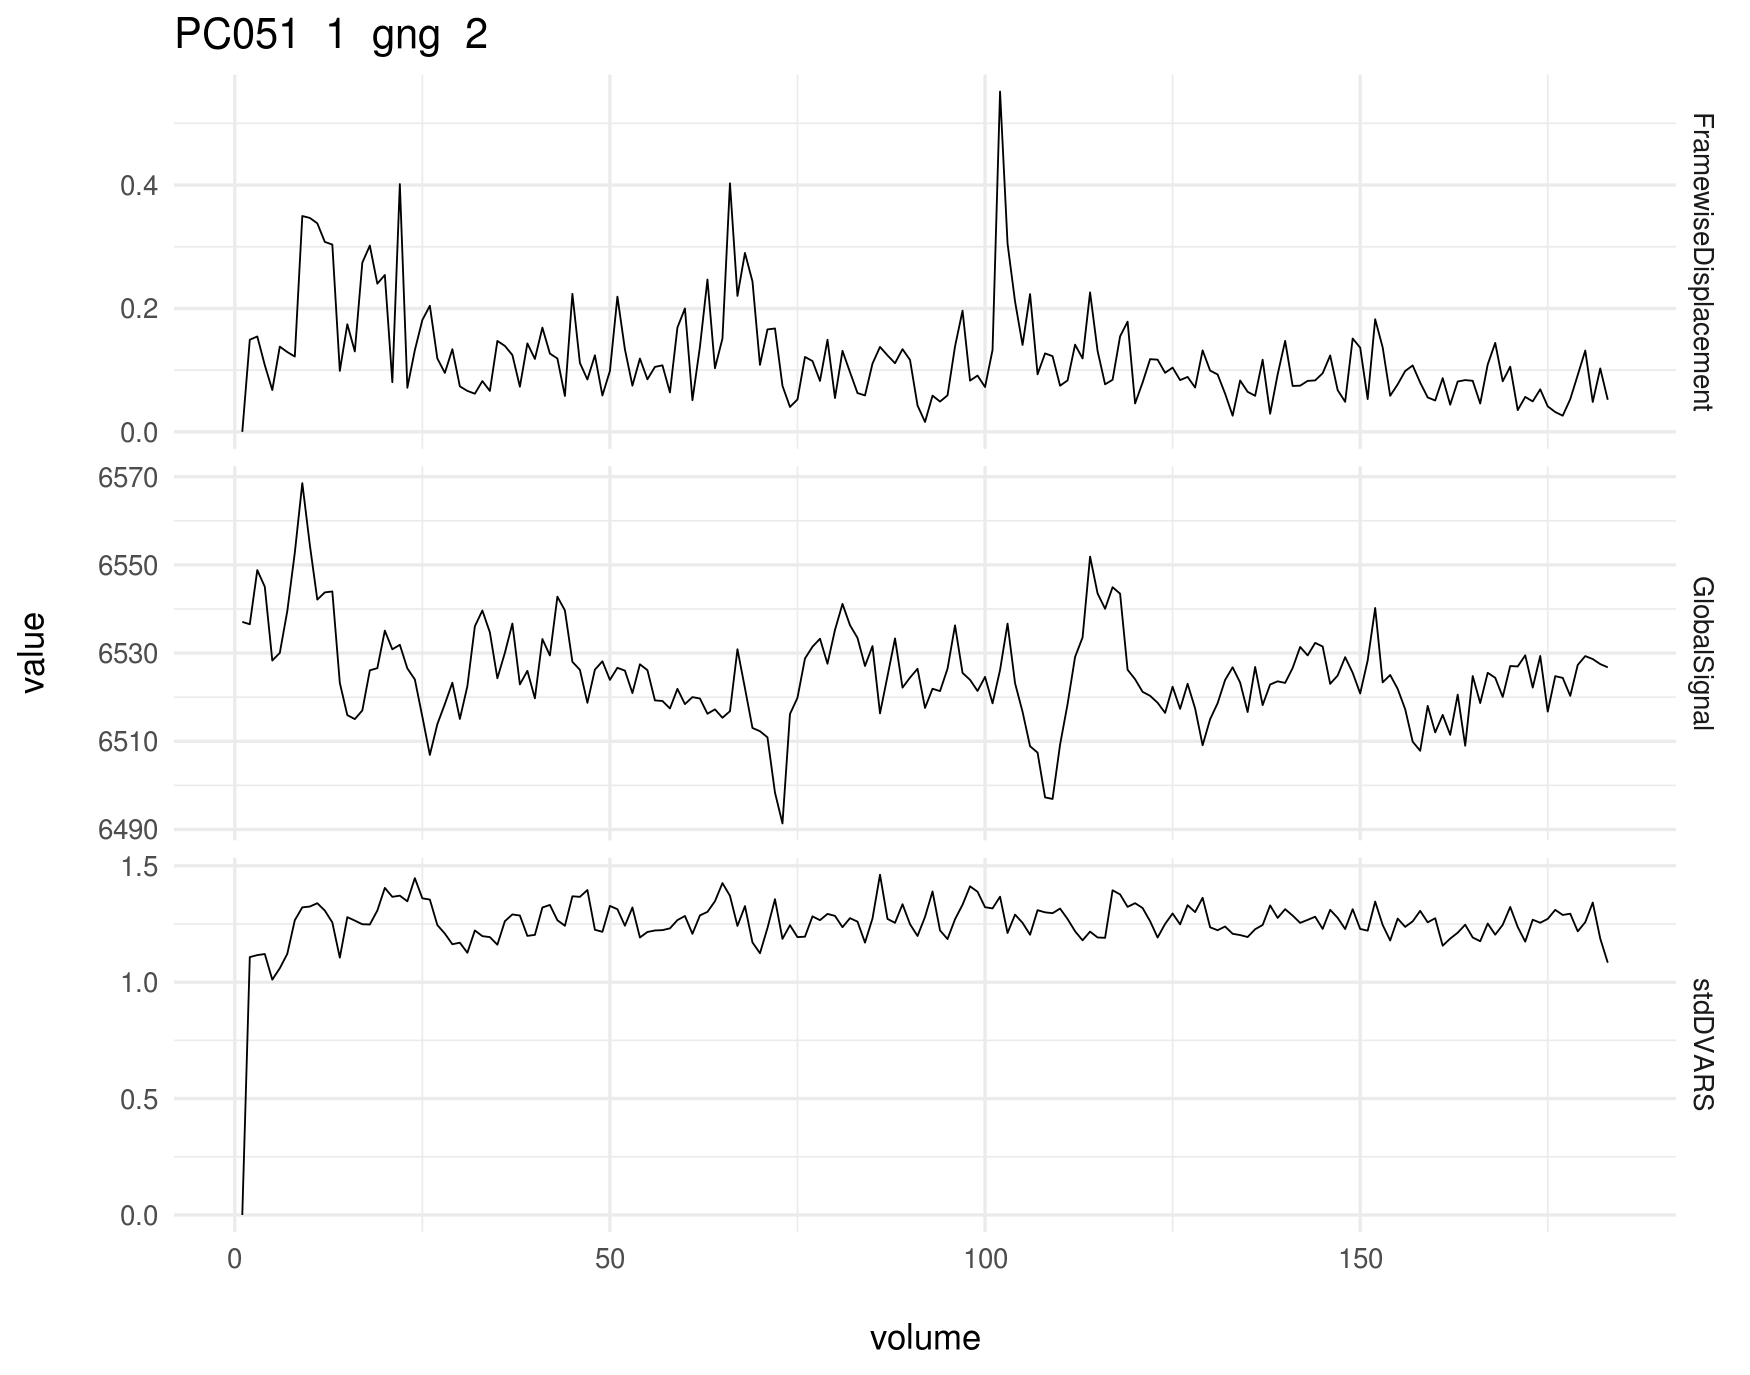 PC051 1 gng 2
0.4
0.2
0.0
FramewiseDisplacement
6570
6550
6530
6510
6490
GlobalSignal
value
1.5
1.0
0.5
0.0
stdDVARS
0 50 100 150
volume